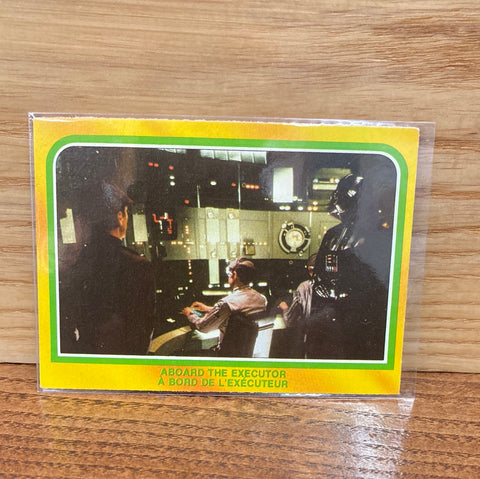 ABOARD THE EXECUTOR
À BORD DE L'EXÉCUTEUR